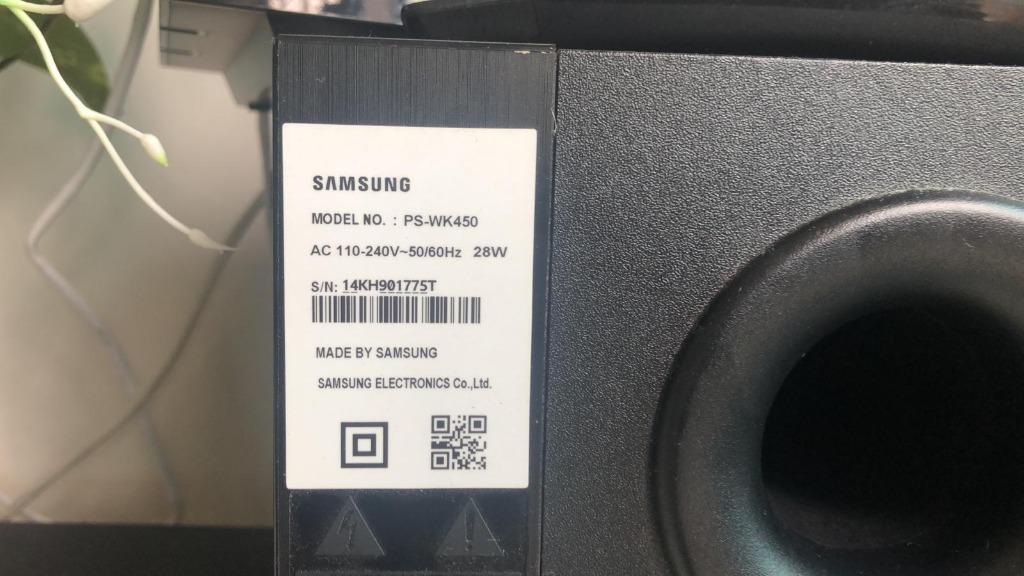 SAMSUNG
MODEL NO. : PS-WK450
AC 110-240V~50/60Hz 28W
S/N: 14KH901775T
MADE BY SAMSUNG
SAMSUNG ELECTRONICS Co.,Ltd.